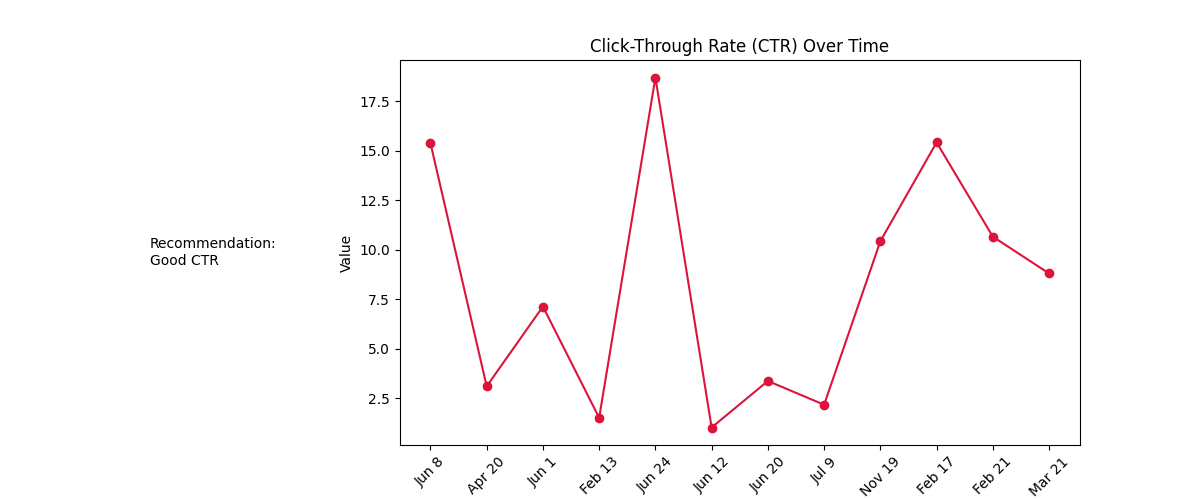 Click-Through Rate (CTR) Over Time
Recommendation:
Good CTR
Value
17.5
15.0
12.5
10.0
7.5
5.0
2.5
Jun 8
Apr 20
Jun 1
Feb 13
Jun 24
Jun 12
Jun 20
Jul 9
Nov 19
Feb 17
Feb 21
Mar 21